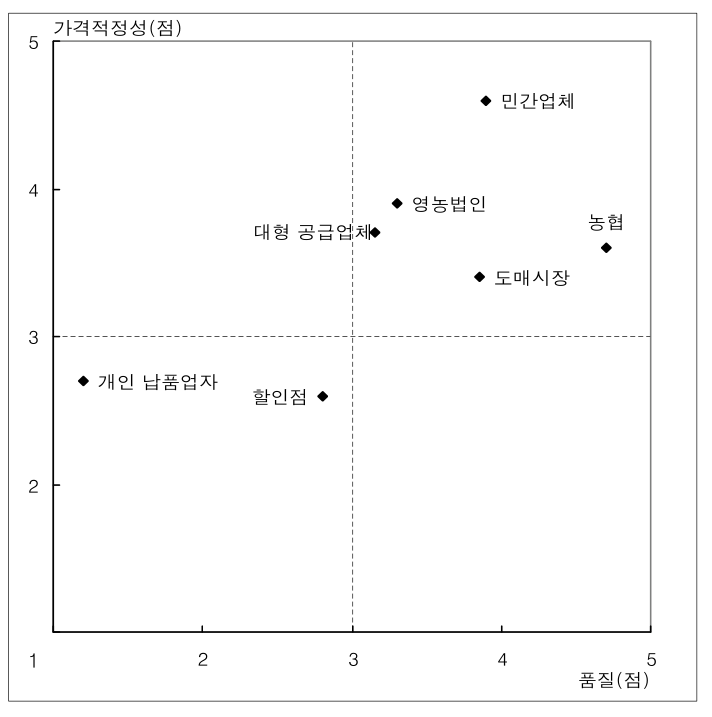 가격적정성(점)
5
민간업체
4
영농법인
농협
대형 공급업체
도매시장
3
개인 납품업자
할인점
2
1 2 3 4 5
품질(점)